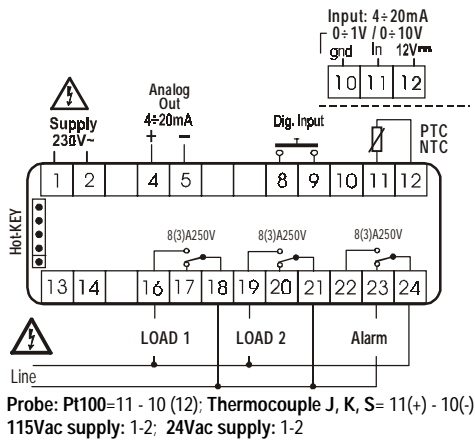 Input: 4÷20mA
0÷1V / 0÷10V
gnd In 12V
10 11 12
Supply
230V~
Analog
Out
4÷20mA
+ -
Dig. Input
PTC
NTC
1 2 4 5 8 9 10 11 12
Hot-KEY
8(3)A250V 8(3)A250V 8(3)A250V
13 14 16 17 18 19 20 21 22 23 24
LOAD 1 LOAD 2 Alarm
Line
Probe: Pt100=11 - 10 (12); Thermocouple J, K, S= 11(+) - 10(-)
115Vac supply: 1-2; 24Vac supply: 1-2